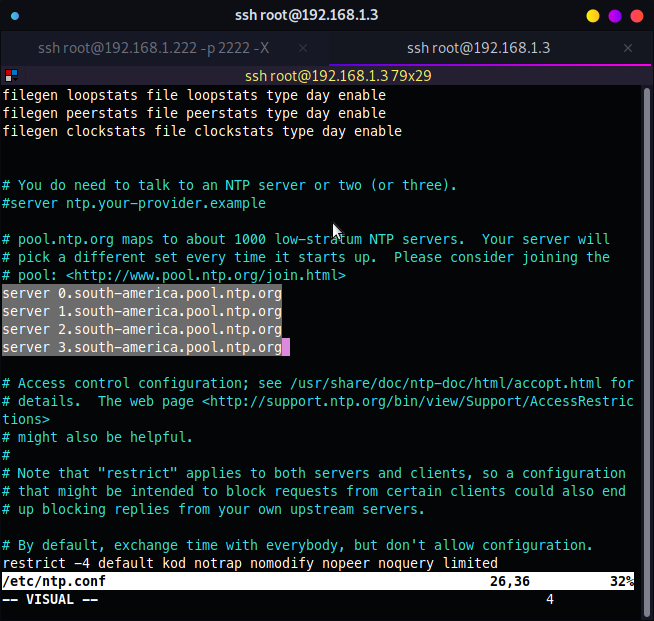 ssh root@192.168.1.3
ssh root@192.168.1.222 -p 2222 -X × ssh root@192.168.1.3 ×
ssh root@192.168.1.3 79x29
filegen loopstats file loopstats type day enable
filegen peerstats file peerstats type day enable
filegen clockstats file clockstats type day enable
# You do need to talk to an NTP server or two (or three).
#server ntp.your-provider.example
# pool.ntp.org maps to about 1000 low-stratum NTP servers.  Your server will
# pick a different set every time it starts up.  Please consider joining the
# pool: <http://www.pool.ntp.org/join.html>
server 0.south-america.pool.ntp.org
server 1.south-america.pool.ntp.org
server 2.south-america.pool.ntp.org
server 3.south-america.pool.ntp.org
# Access control configuration; see /usr/share/doc/ntp-doc/html/accopt.html for
# details.  The web page <http://support.ntp.org/bin/view/Support/AccessRestric
tions>
# might also be helpful.
#
# Note that "restrict" applies to both servers and clients, so a configuration
# that might be intended to block requests from certain clients could also end
# up blocking replies from your own upstream servers.
# By default, exchange time with everybody, but don't allow configuration.
restrict -4 default kod notrap nomodify nopeer noquery limited
/etc/ntp.conf 26,36 32%
-- VISUAL -- 4